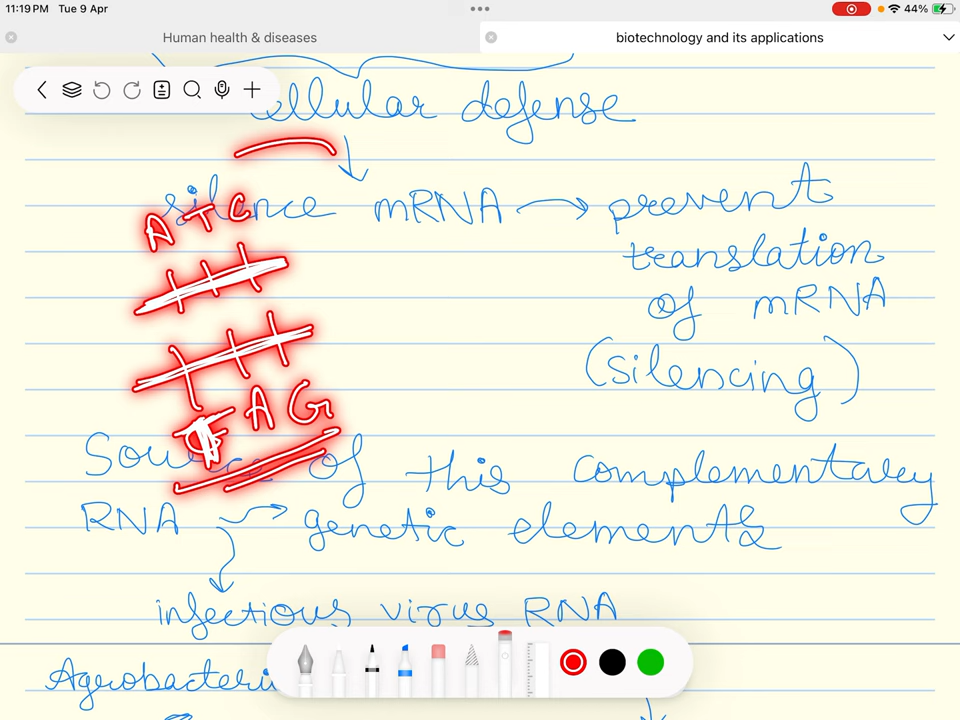 11:19 PM Tue 9 Apr
44%
Human health & diseases
biotechnology and its applications
ellular defense
silence mRNA → prevent
translation
of mRNA
(silencing)
A T C
T A G
Source of this complementary
RNA → genetic elements
infectious virus RNA
Agrobacteri